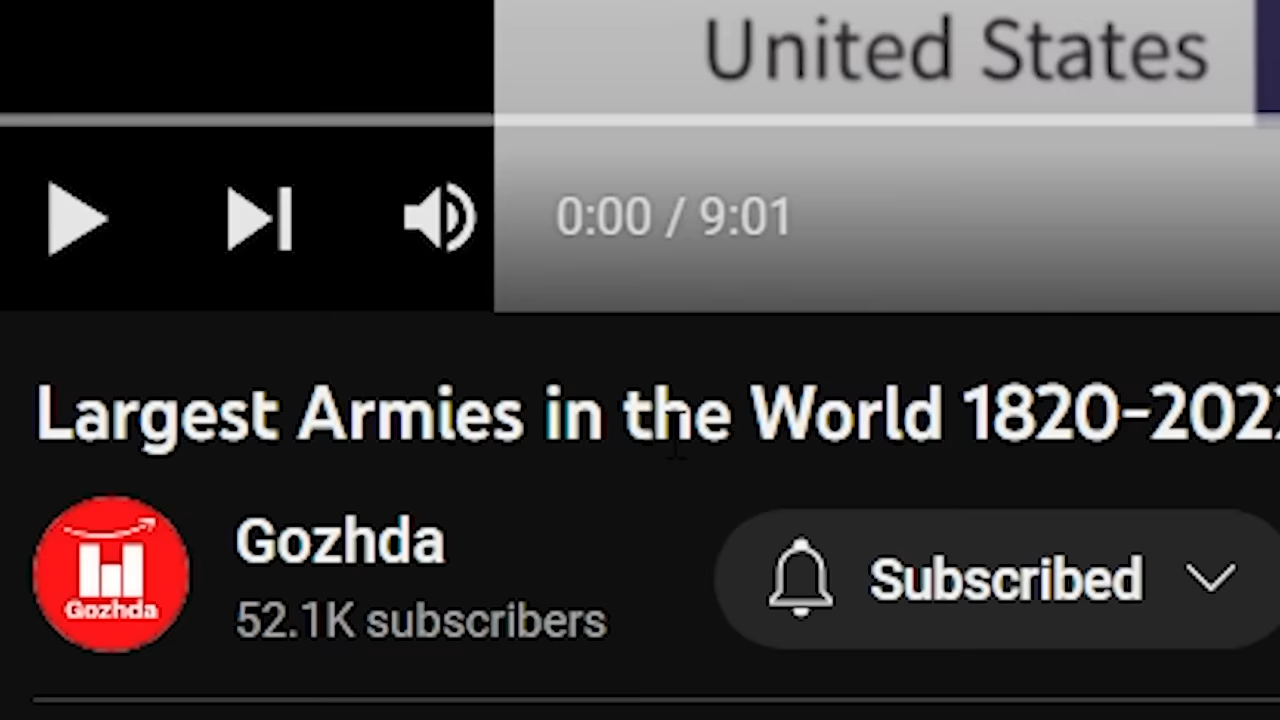 United States
0:00 / 9:01
Largest Armies in the World 1820-202
Gozhda
Gozhda
52.1K subscribers
Subscribed